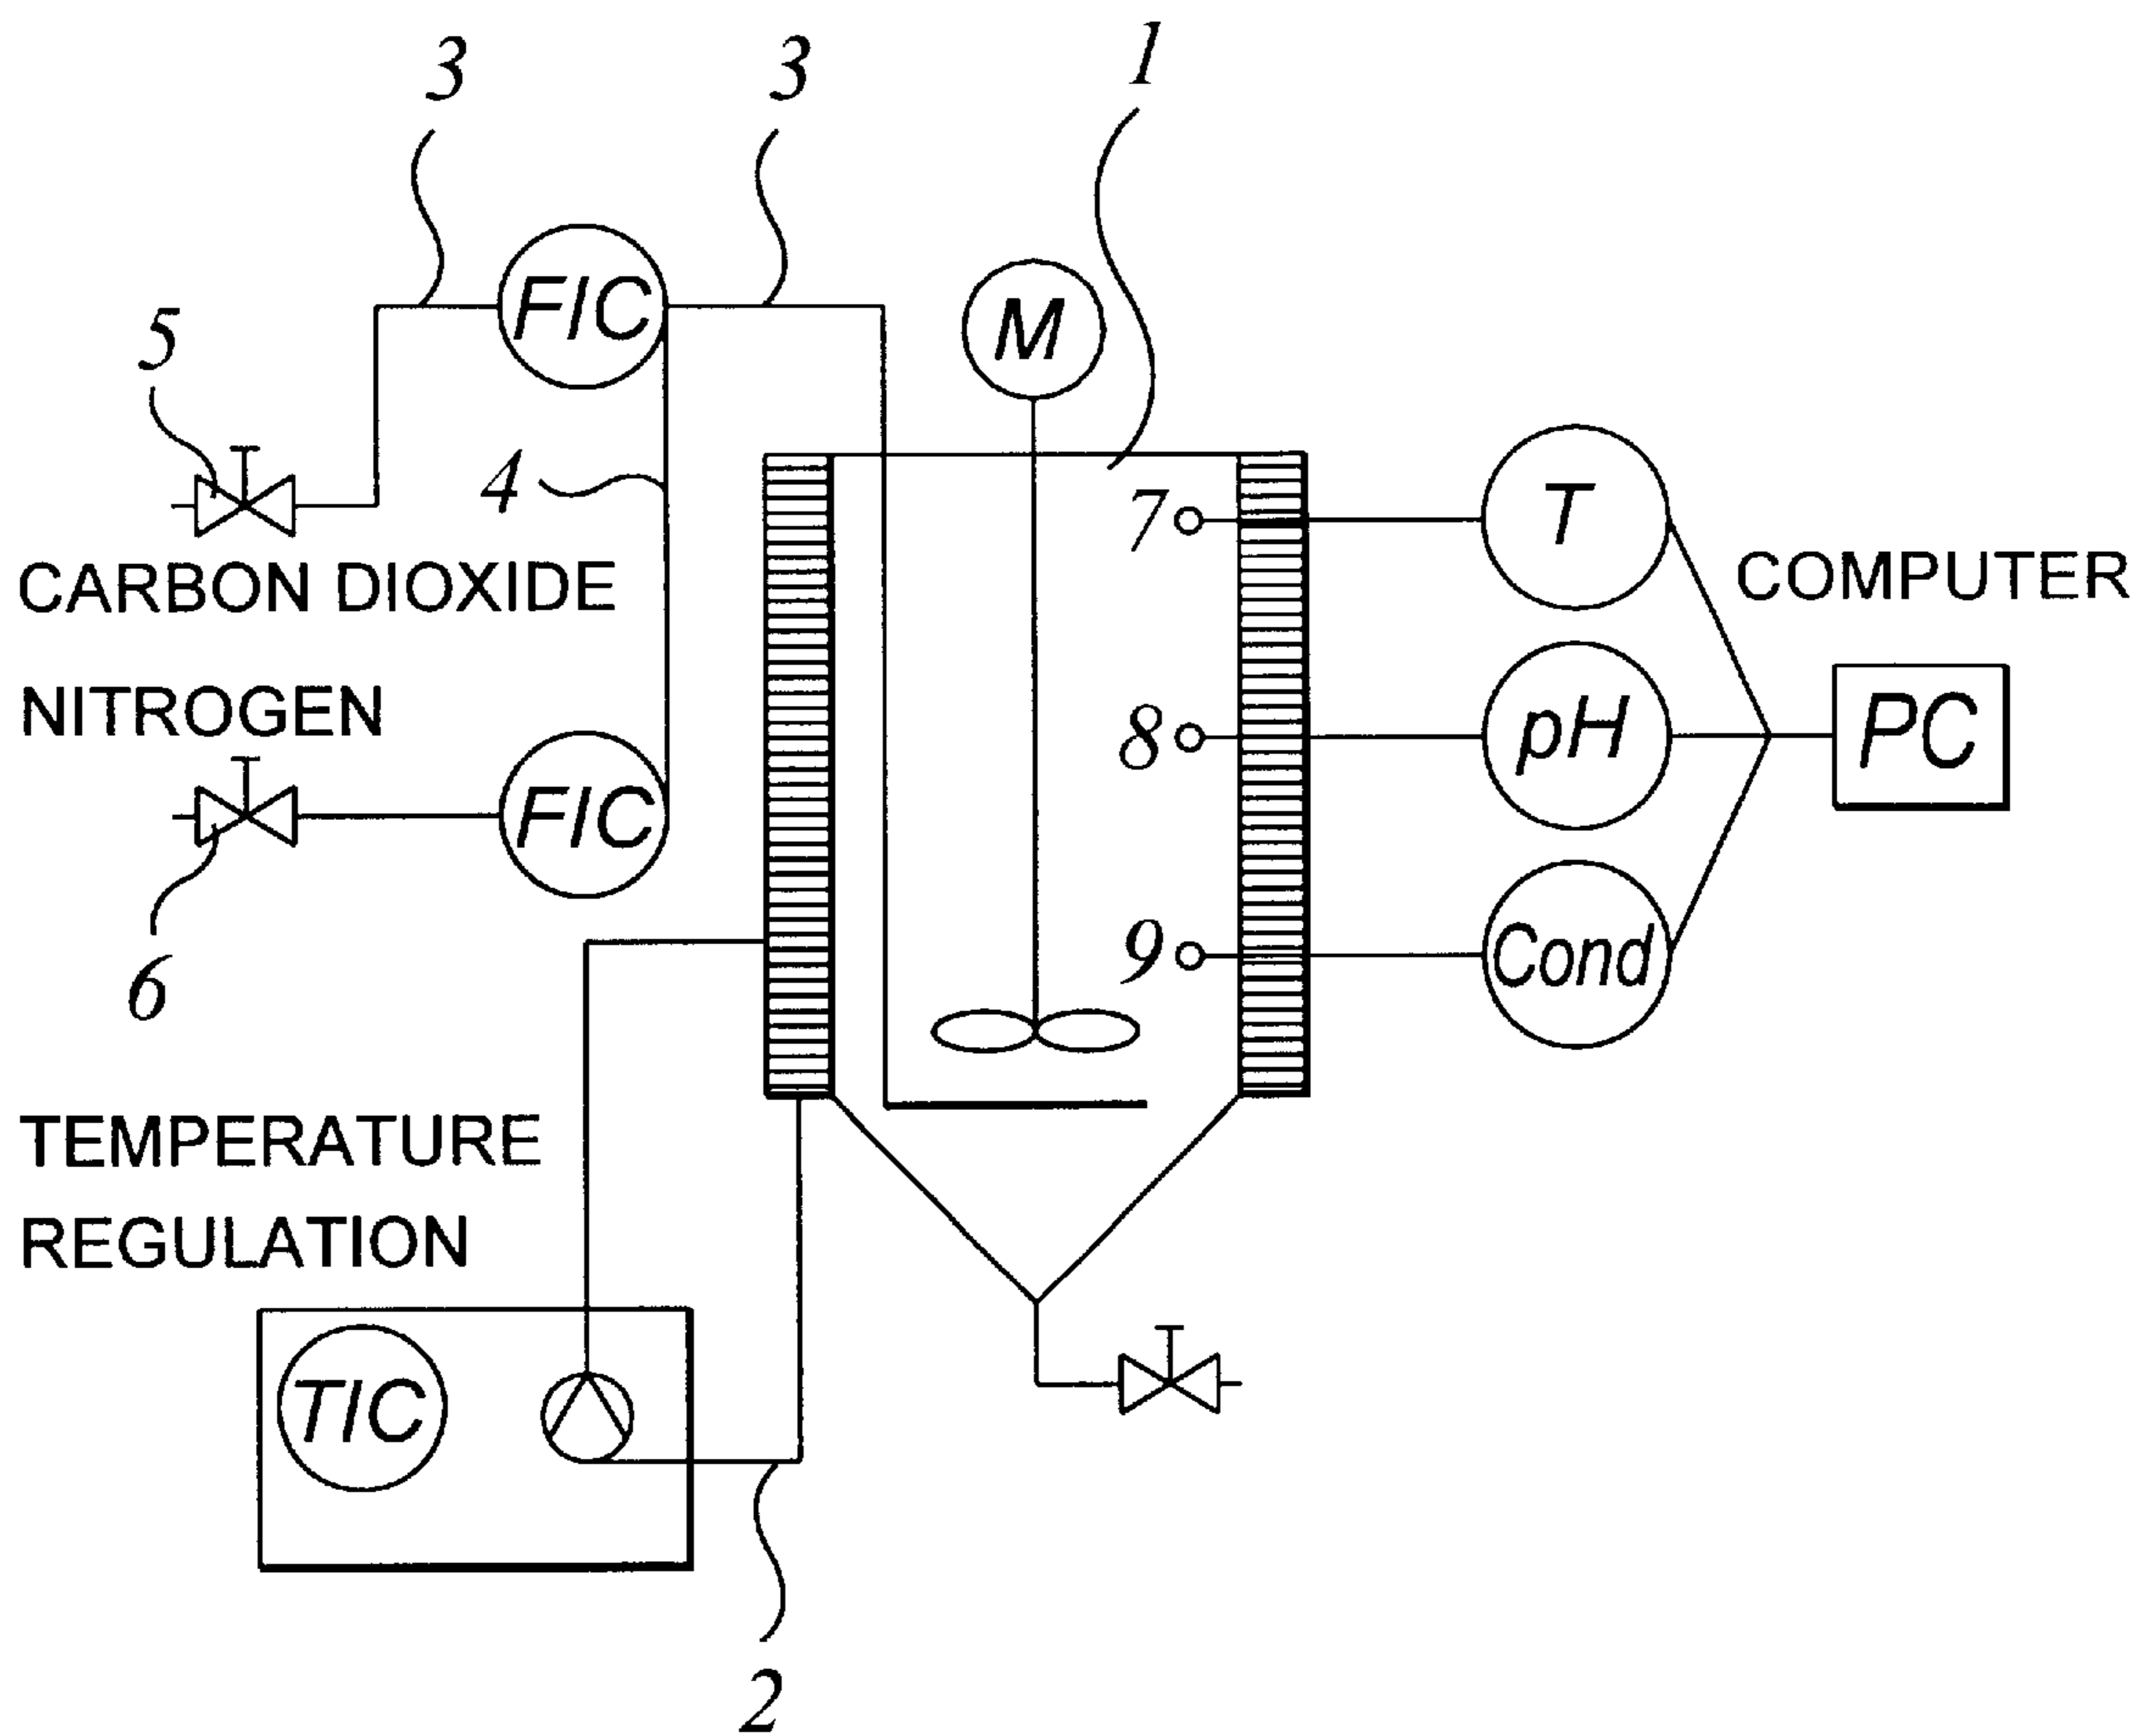 3
3
1
FIC
M
5
4
7
T
CARBON DIOXIDE
COMPUTER
NITROGEN
8
pH
PC
FIC
9
Cond
6
TEMPERATURE
REGULATION
TIC
2